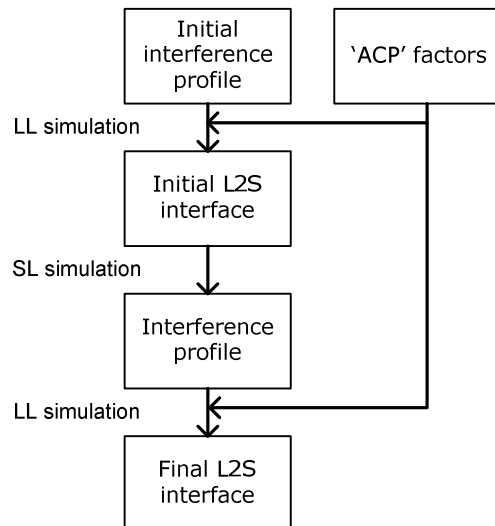 Initial
interference
profile
‘ACP’ factors
LL simulation
Initial L2S
interface
SL simulation
Interference
profile
LL simulation
Final L2S
interface